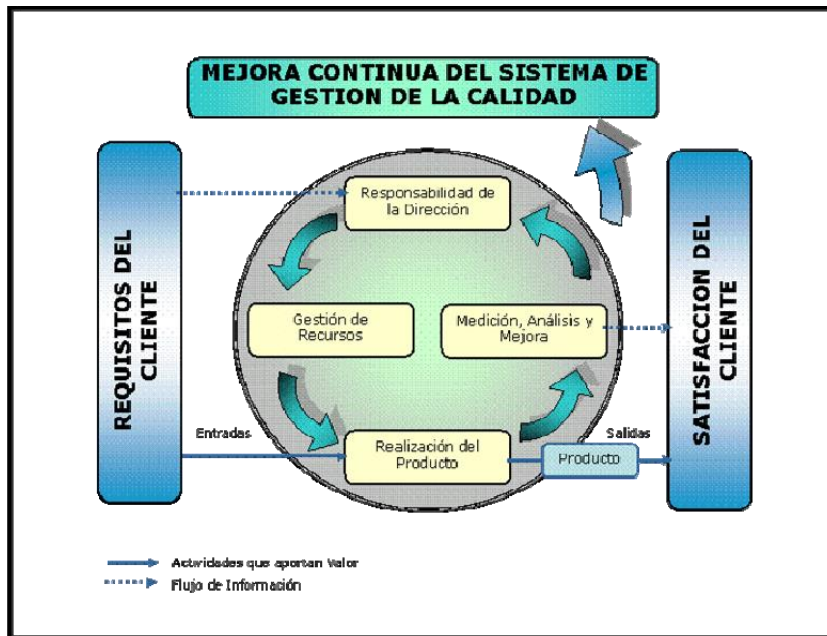 MEJORA CONTINUA DEL SISTEMA DE
GESTION DE LA CALIDAD
REQUISITOS DEL
CLIENTE
Responsabilidad de
la Dirección
Gestión de
Recursos
Medición, Análisis y
Mejora
SATISFACCION DEL
CLIENTE
Entradas
Realización del
Producto
Salidas
Producto
Actividades que aportan Valor
Flujo de Información